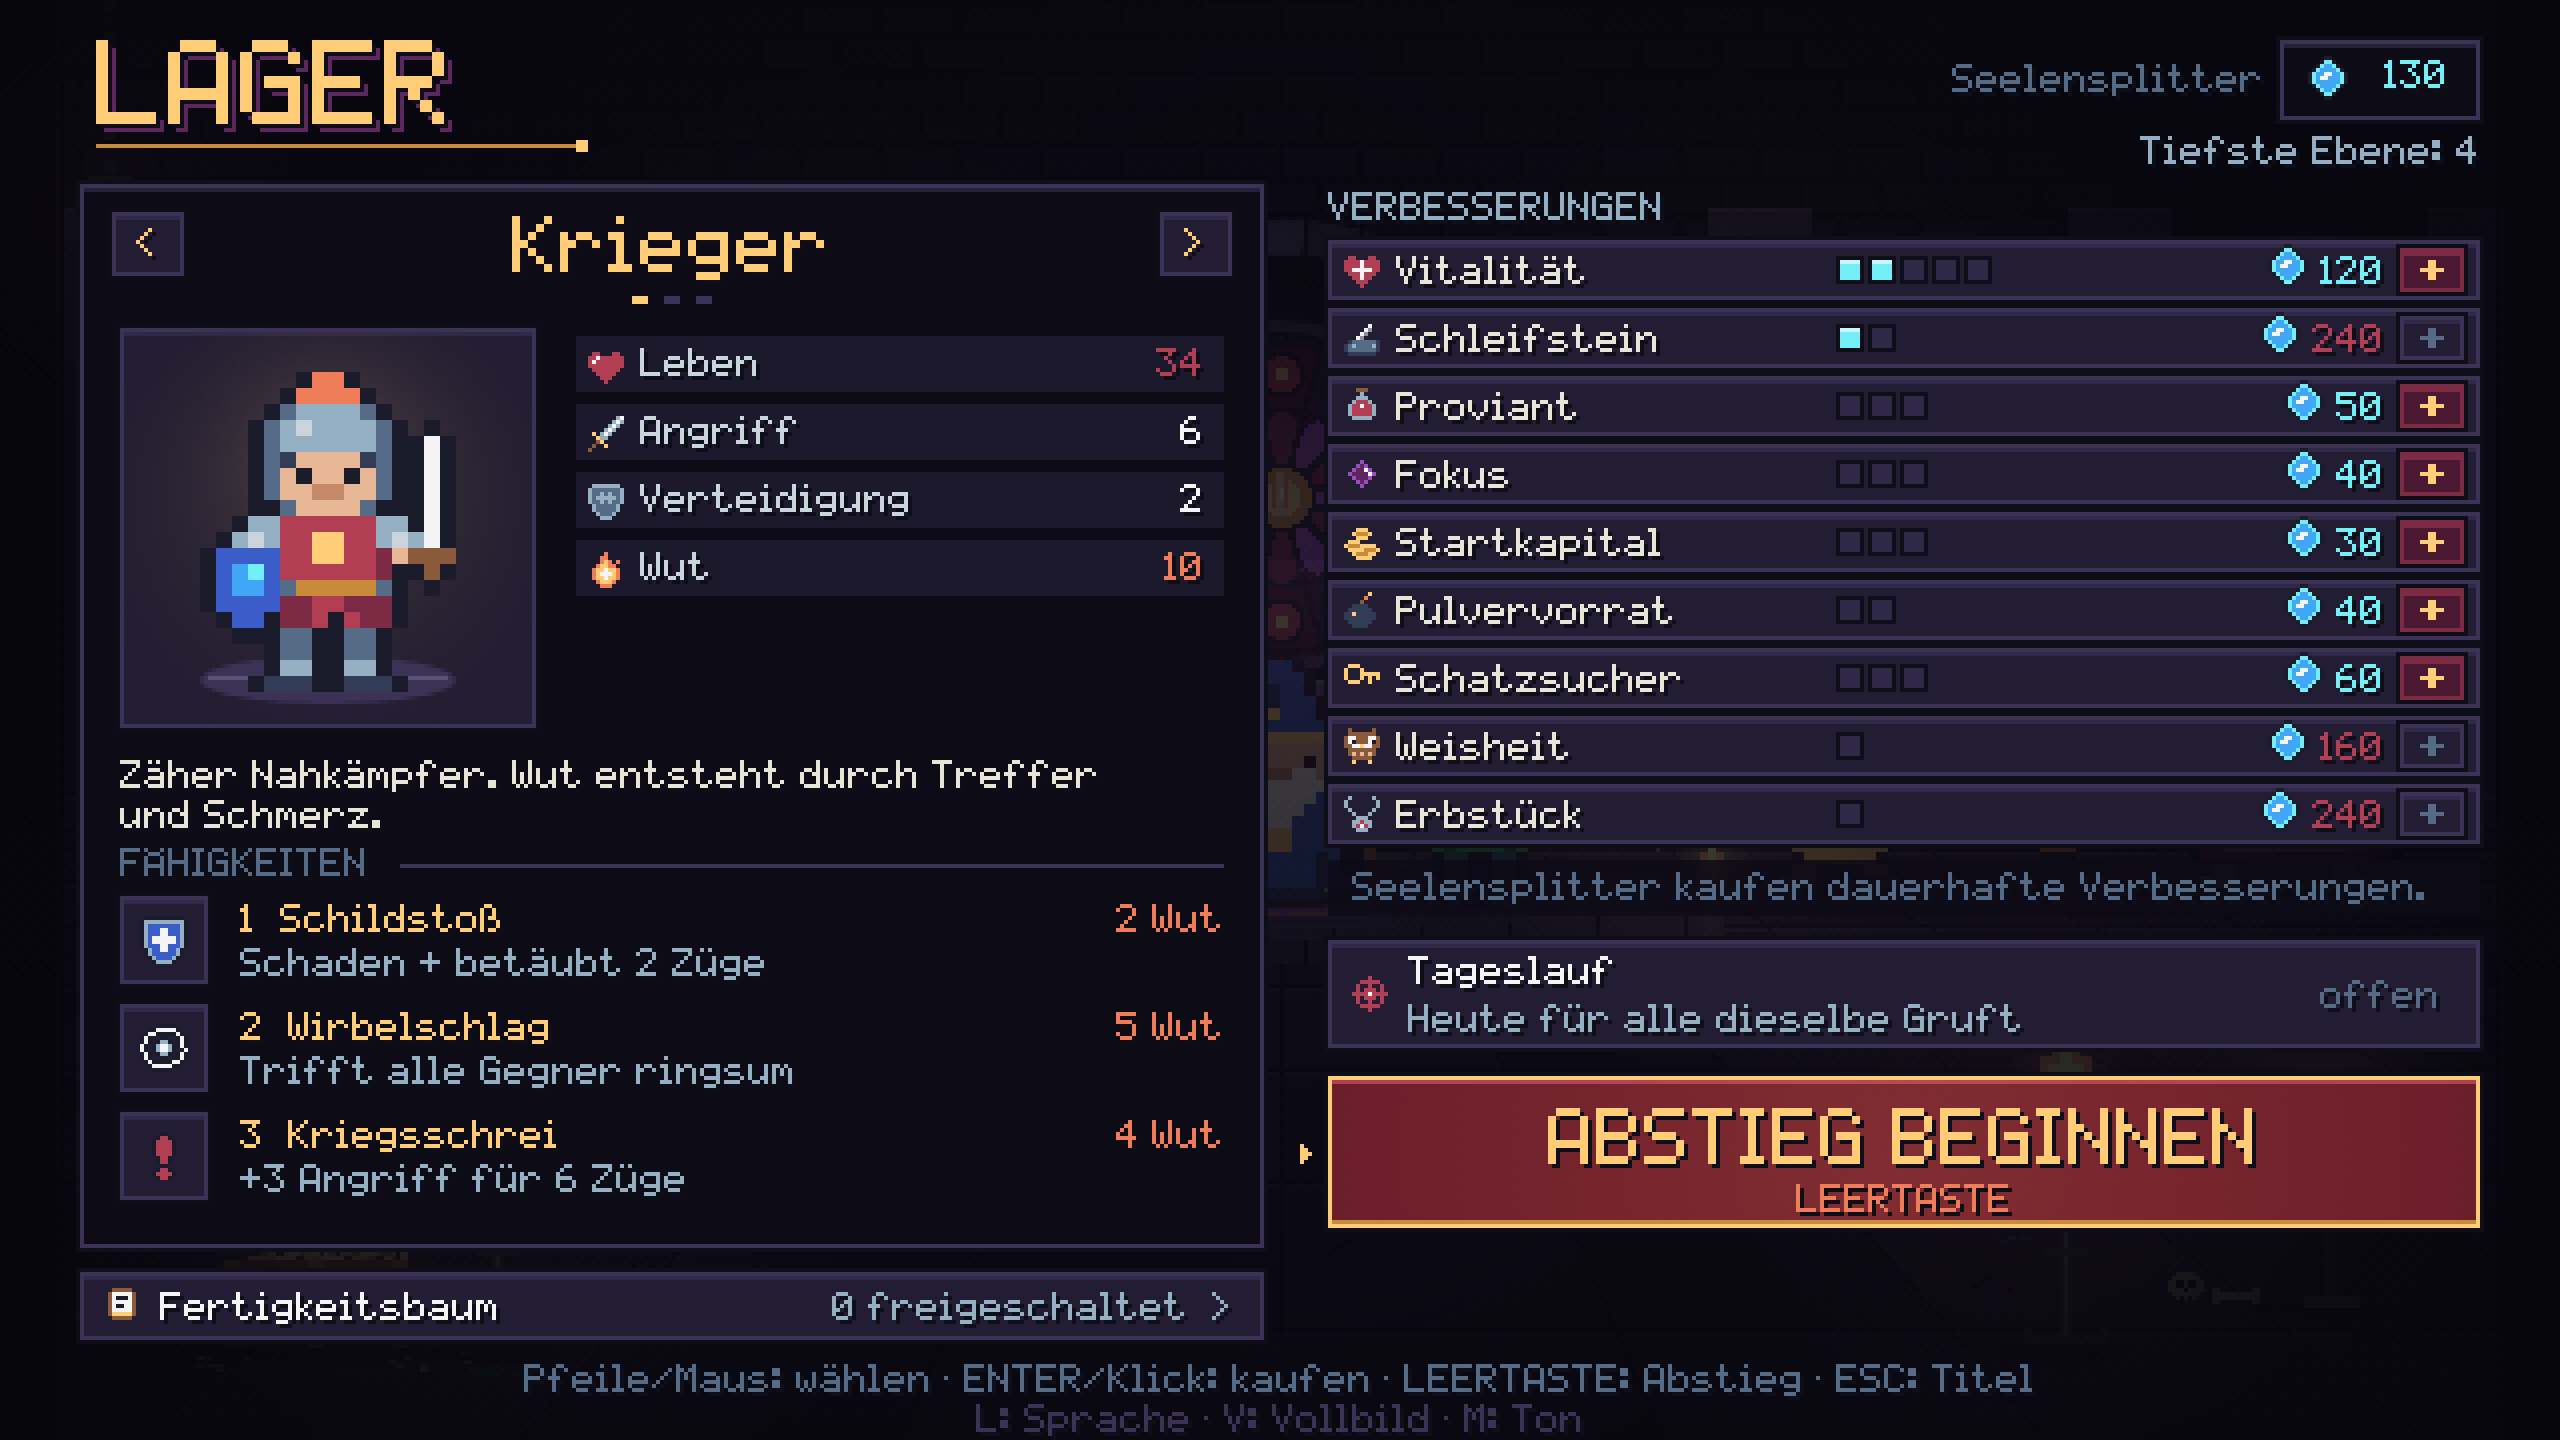 LAGER
Seelensplitter 130
Tiefste Ebene: 4
< Krieger >
Leben 34
Angriff 6
Verteidigung 2
Wut 10
Zäher Nahkämpfer. Wut entsteht durch Treffer
und Schmerz.
FÄHIGKEITEN
1 Schildstoß 2 Wut
Schaden + betäubt 2 Züge
2 Wirbelschlag 5 Wut
Trifft alle Gegner ringsum
3 Kriegsschrei 4 Wut
+3 Angriff für 6 Züge
Fertigkeitsbaum 0 freigeschaltet >
VERBESSERUNGEN
Vitalität 120 +
Schleifstein 240 +
Proviant 50 +
Fokus 40 +
Startkapital 30 +
Pulvervorrat 40 +
Schatzsucher 60 +
Weisheit 160 +
Erbstück 240 +
Seelensplitter kaufen dauerhafte Verbesserungen.
Tageslauf
Heute für alle dieselbe Gruft offen
ABSTIEG BEGINNEN
LEERTASTE
Pfeile/Maus: wählen · ENTER/Klick: kaufen · LEERTASTE: Abstieg · ESC: Titel
L: Sprache · V: Vollbild · M: Ton